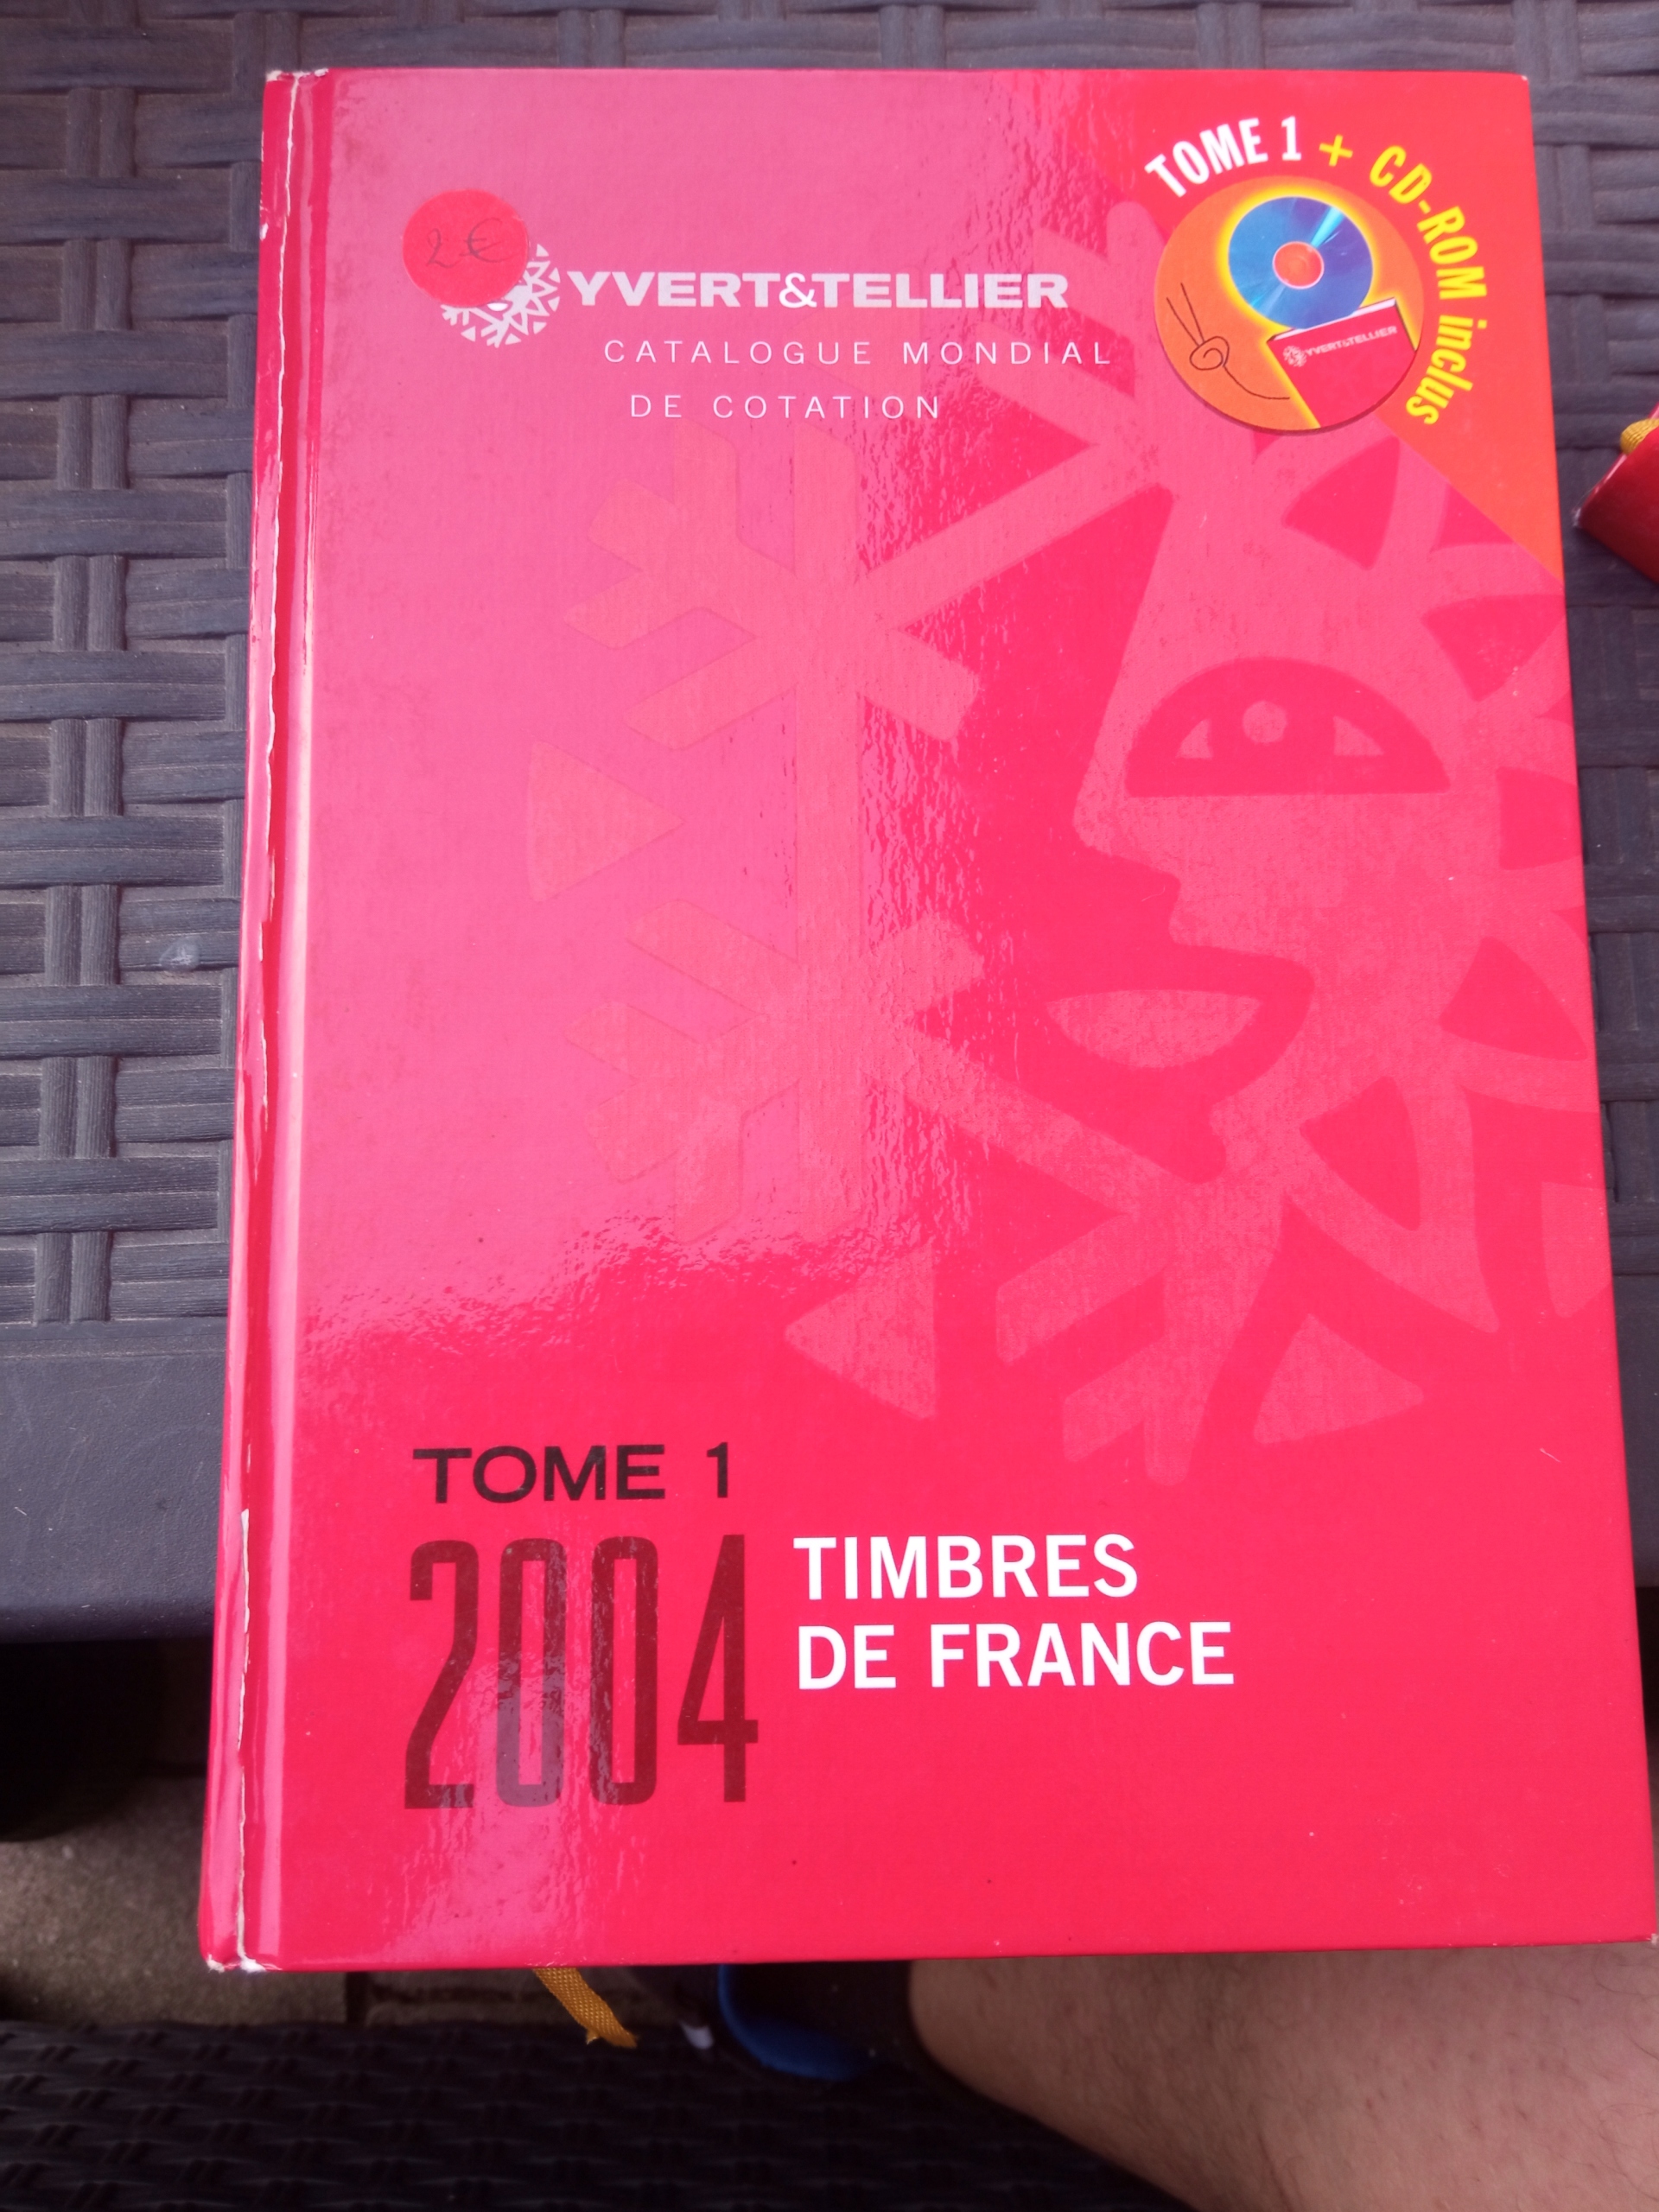 TOME 1 + CD-ROM inclus
2 €
YVERT&TELLIER
CATALOGUE MONDIAL
DE COTATION
YVERT&TELLIER
TOME 1
2004
TIMBRES
DE FRANCE